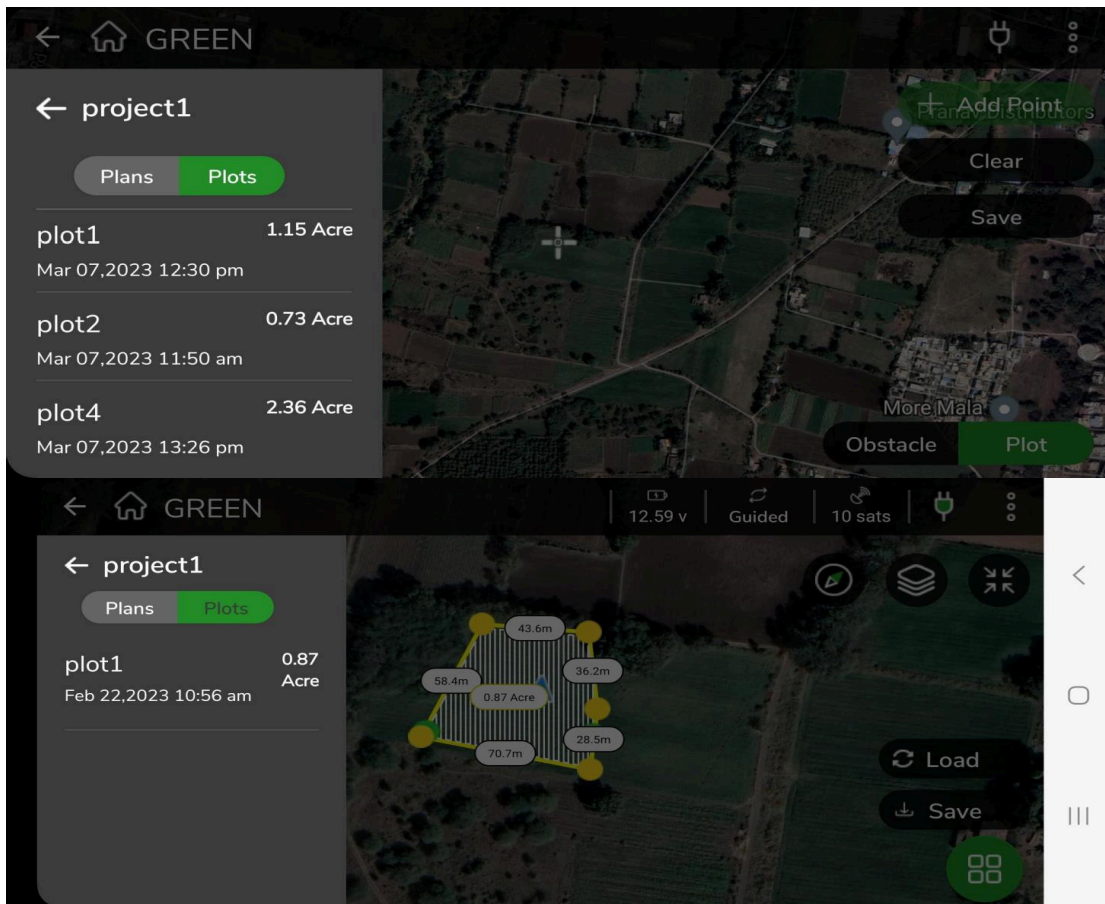 GREEN
project1
Plans Plots
plot1 1.15 Acre
Mar 07,2023 12:30 pm
plot2 0.73 Acre
Mar 07,2023 11:50 am
plot4 2.36 Acre
Mar 07,2023 13:26 pm
+ Add Point
Pranav Distributors
Clear
Save
More Mala
Obstacle Plot
GREEN
12.59 v
Guided
10 sats
project1
Plans Plots
plot1 0.87
Acre
Feb 22,2023 10:56 am
43.6m
36.2m
58.4m
0.87 Acre
28.5m
70.7m
Load
Save